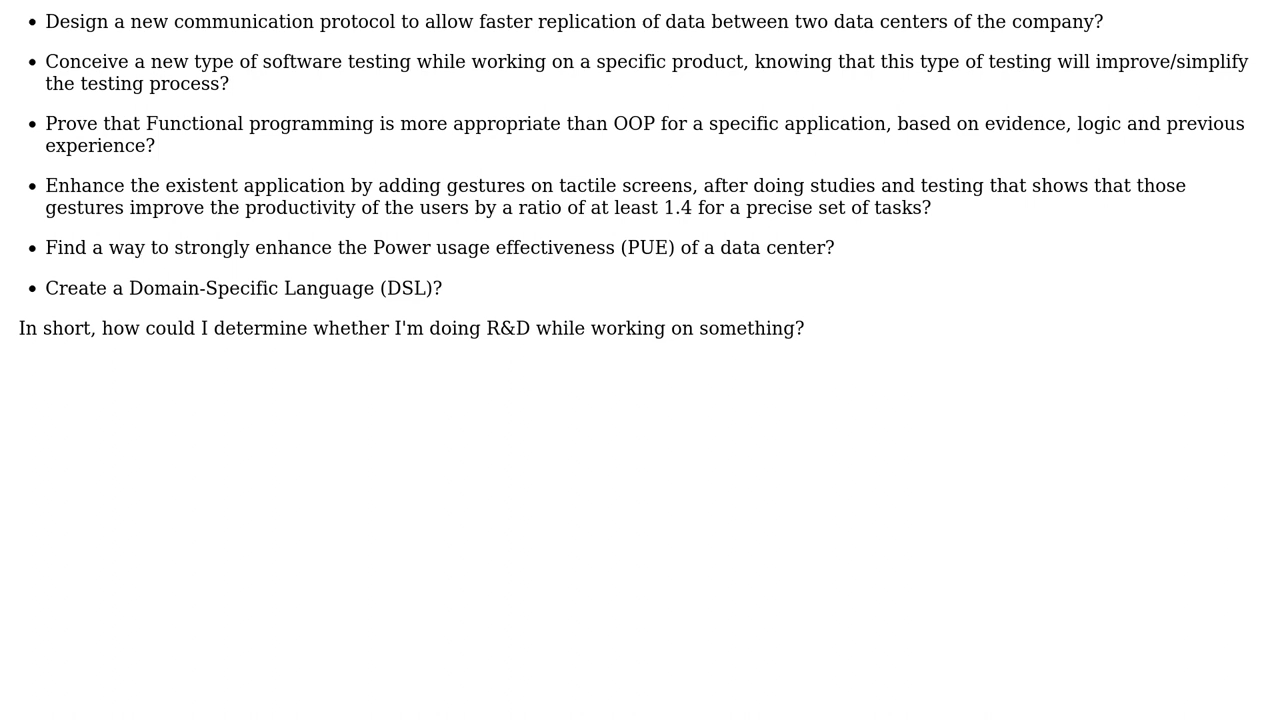 • Design a new communication protocol to allow faster replication of data between two data centers of the company?
• Conceive a new type of software testing while working on a specific product, knowing that this type of testing will improve/simplify
the testing process?
• Prove that Functional programming is more appropriate than OOP for a specific application, based on evidence, logic and previous
experience?
• Enhance the existent application by adding gestures on tactile screens, after doing studies and testing that shows that those
gestures improve the productivity of the users by a ratio of at least 1.4 for a precise set of tasks?
• Find a way to strongly enhance the Power usage effectiveness (PUE) of a data center?
• Create a Domain-Specific Language (DSL)?
In short, how could I determine whether I'm doing R&D while working on something?